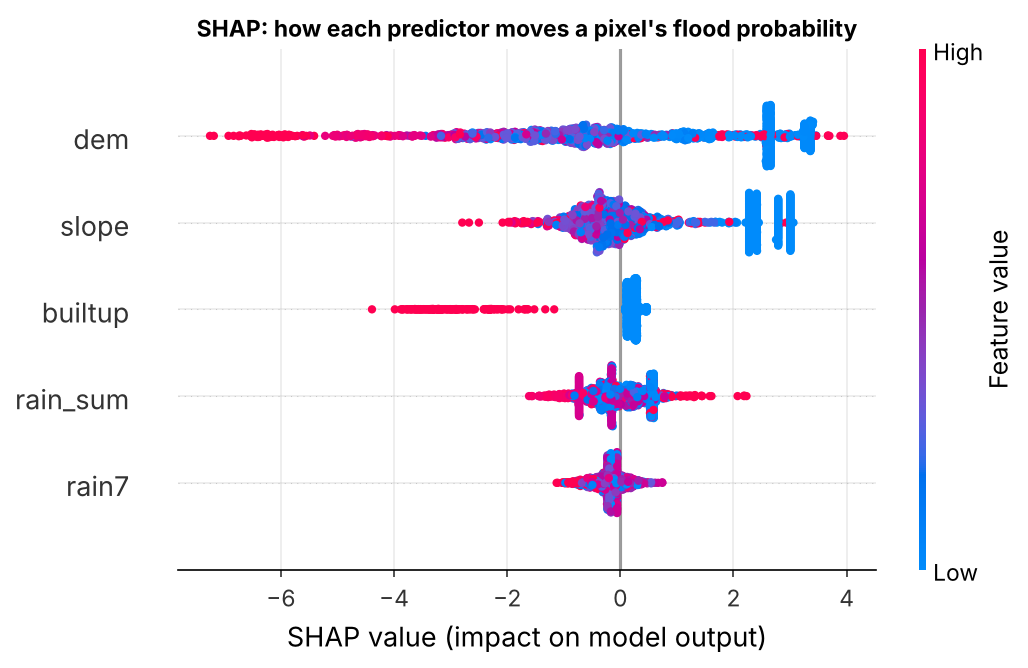 SHAP: how each predictor moves a pixel's flood probability
High
dem
slope
builtup
rain_sum
rain7
Feature value
Low
−6 −4 −2 0 2 4
SHAP value (impact on model output)